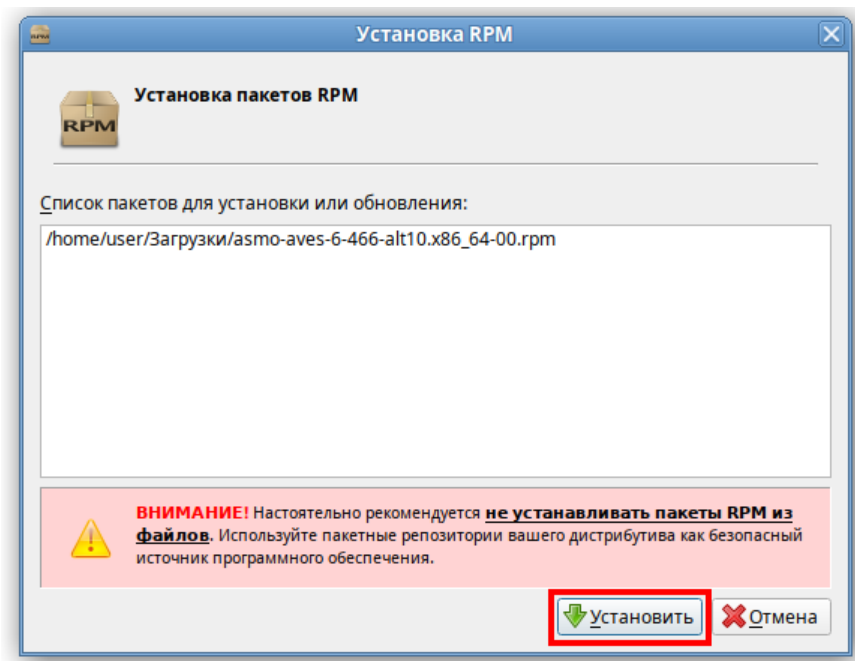 Установка RPM
Установка пакетов RPM
RPM
Список пакетов для установки или обновления:
/home/user/Загрузки/asmo-aves-6-466-alt10.x86_64-00.rpm
ВНИМАНИЕ! Настоятельно рекомендуется не устанавливать пакеты RPM из
файлов. Используйте пакетные репозитории вашего дистрибутива как безопасный
источник программного обеспечения.
Установить
Отмена